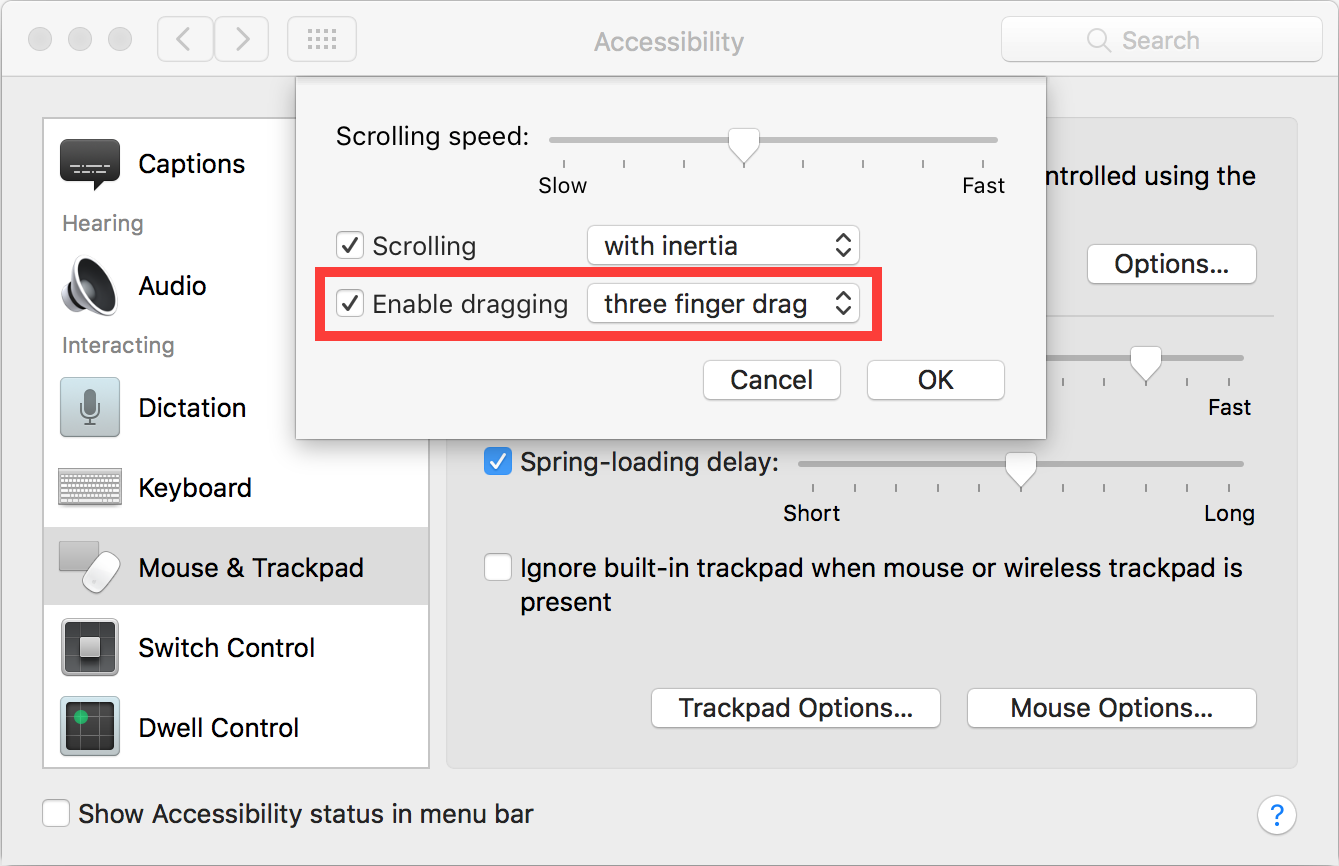 Accessibility
Search
Scrolling speed:
Slow
Fast
Scrolling
with inertia
Enable dragging
three finger drag
Cancel
OK
Captions
Hearing
Audio
Interacting
Dictation
Keyboard
Mouse & Trackpad
Switch Control
Dwell Control
ntrolled using the
Options...
Fast
Spring-loading delay:
Short
Long
Ignore built-in trackpad when mouse or wireless trackpad is
present
Trackpad Options...
Mouse Options...
Show Accessibility status in menu bar
?